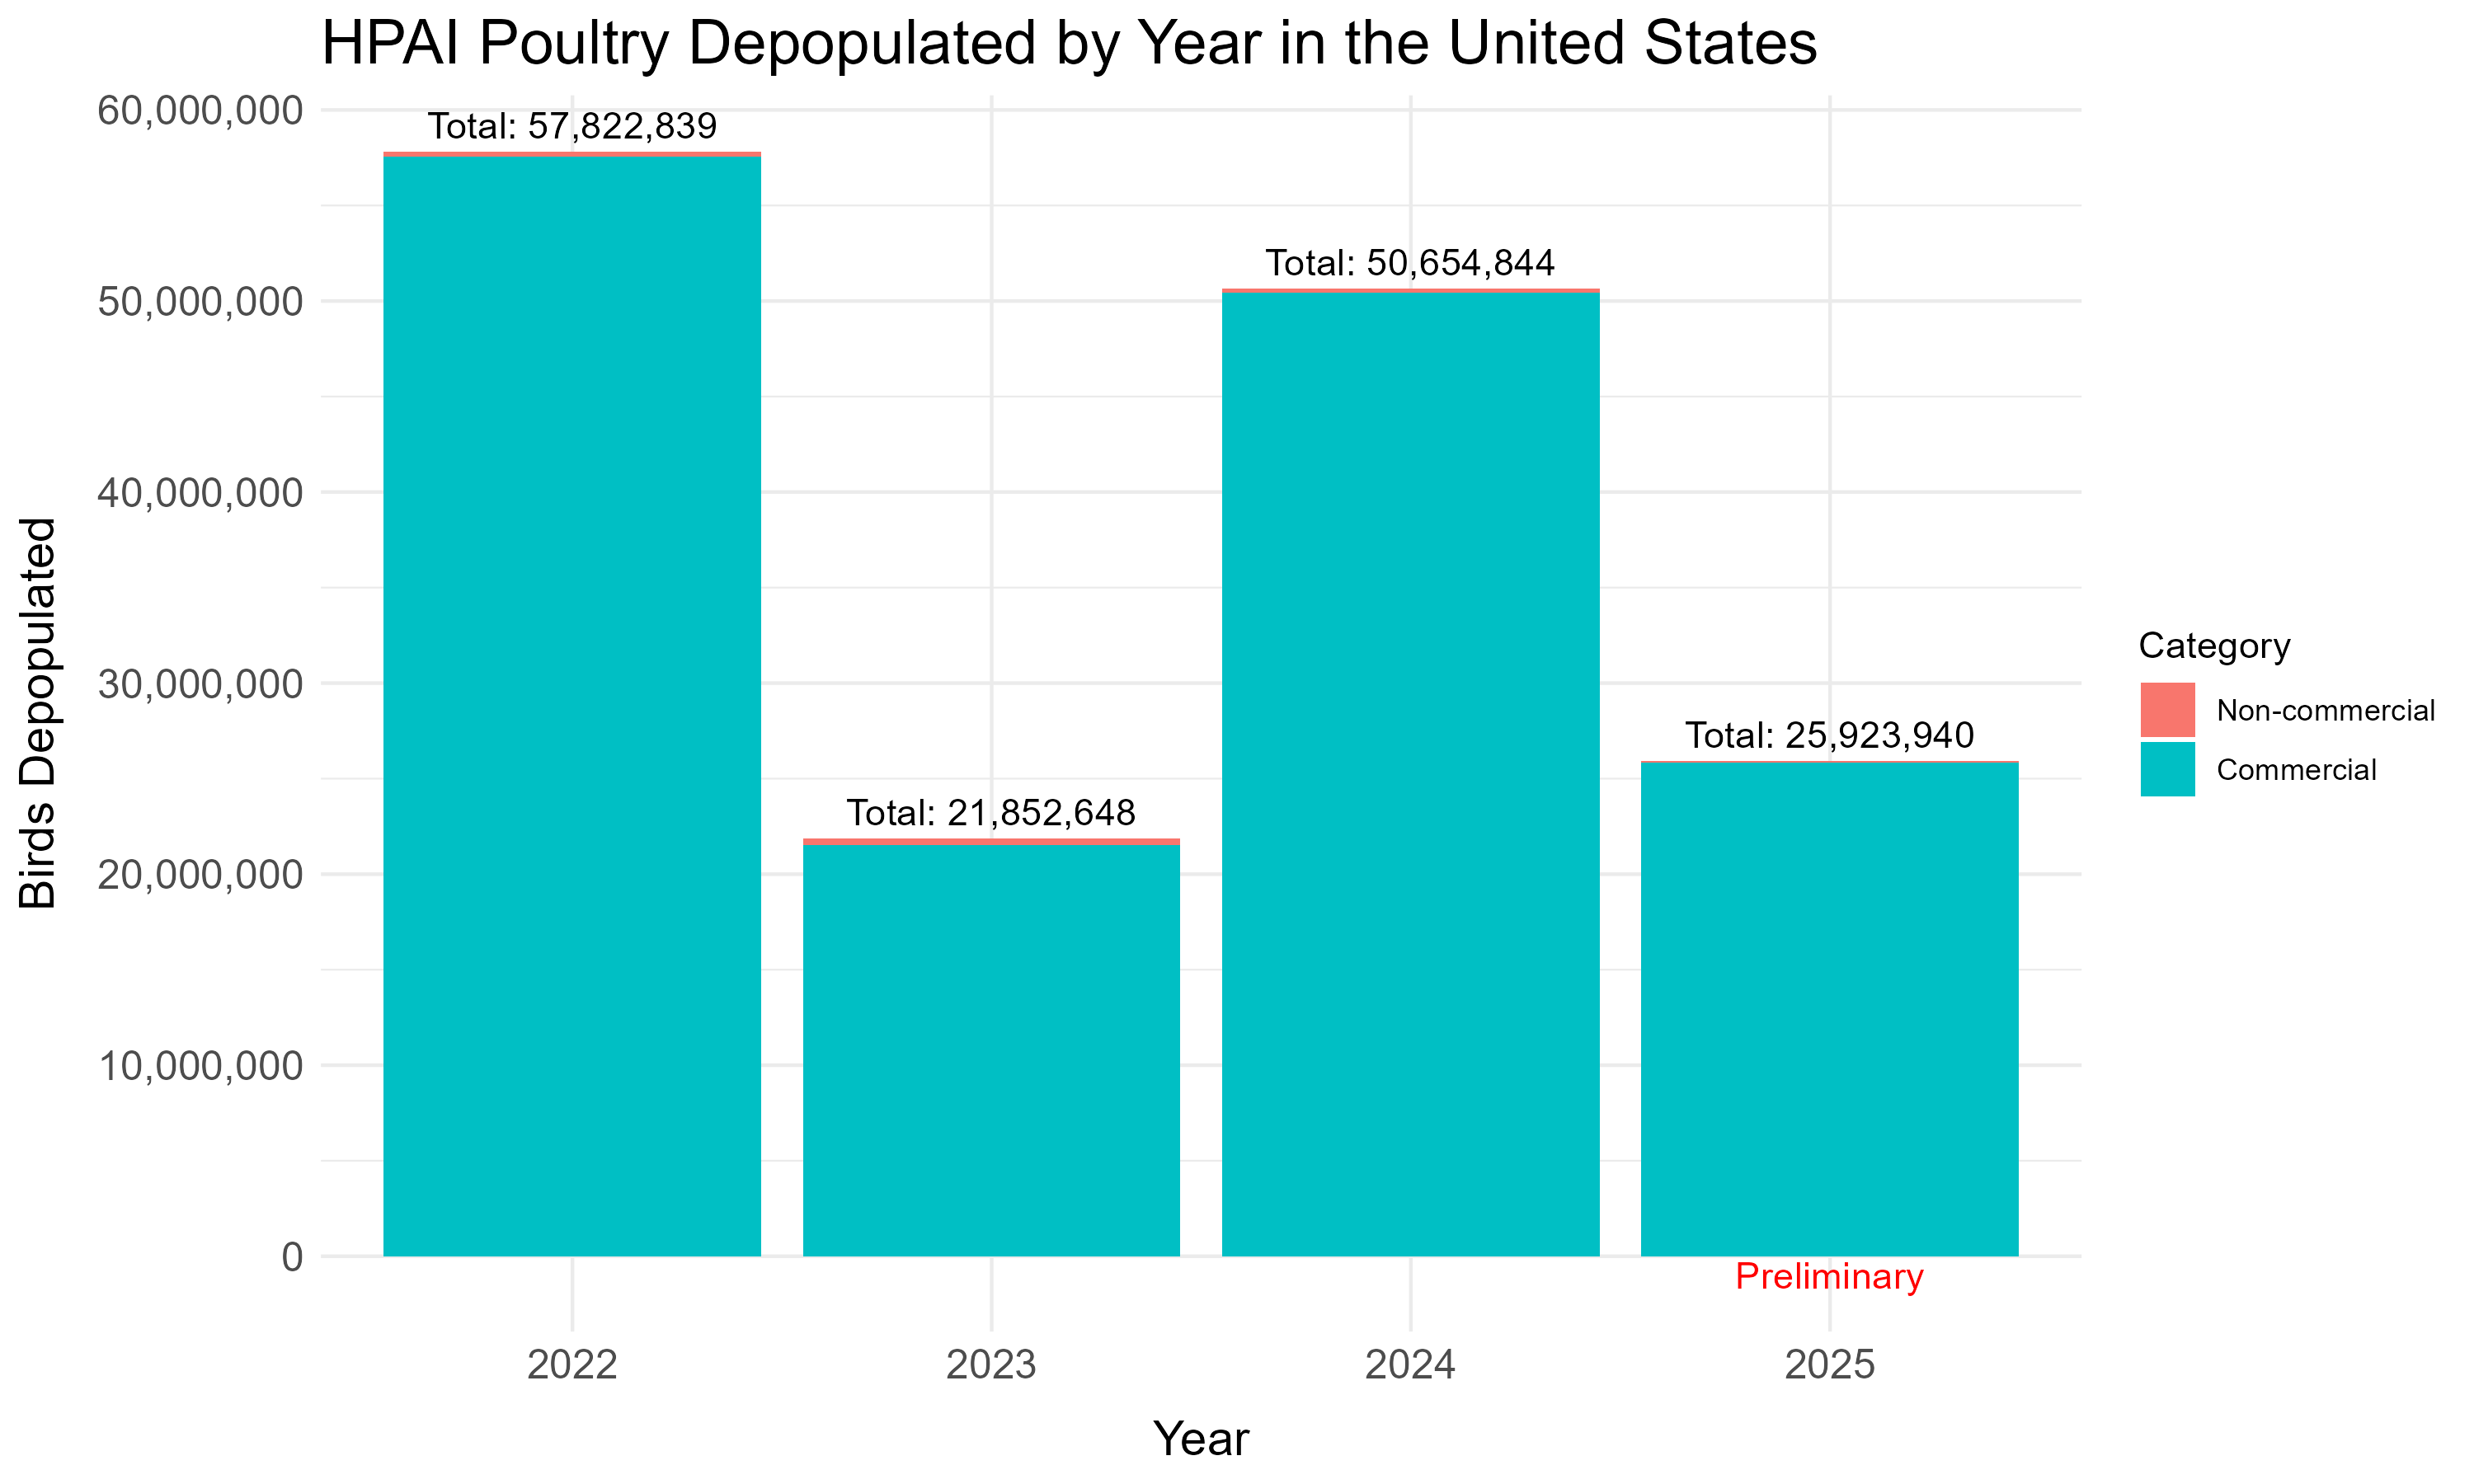 HPAI Poultry Depopulated by Year in the United States
60,000,000
50,000,000
40,000,000
30,000,000
20,000,000
10,000,000
0
Birds Depopulated
Total: 57,822,839
Total: 21,852,648
Total: 50,654,844
Total: 25,923,940
Preliminary
2022
2023
2024
2025
Year
Category
Non-commercial
Commercial